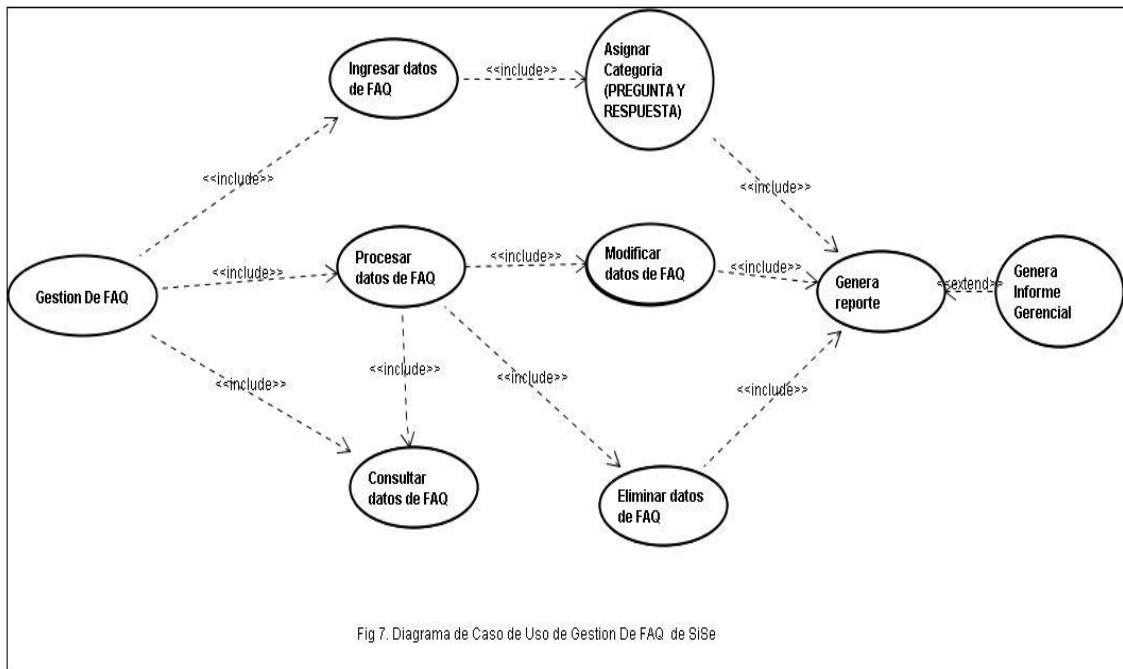 Ingresar datos
de FAQ
<<include>>
Asignar
Categoria
(PREGUNTA Y
RESPUESTA)
<<include>>
<<include>>
Gestion De FAQ
<<include>>
Procesar
datos de FAQ
<<include>>
Modificar
datos de FAQ
<<include>>
Genera
reporte
<<extend>>
Genera
Informe
Gerencial
<<include>>
<<include>>
<<include>>
<<include>>
Consultar
datos de FAQ
Eliminar datos
de FAQ
Fig 7. Diagrama de Caso de Uso de Gestion De FAQ de SiSe